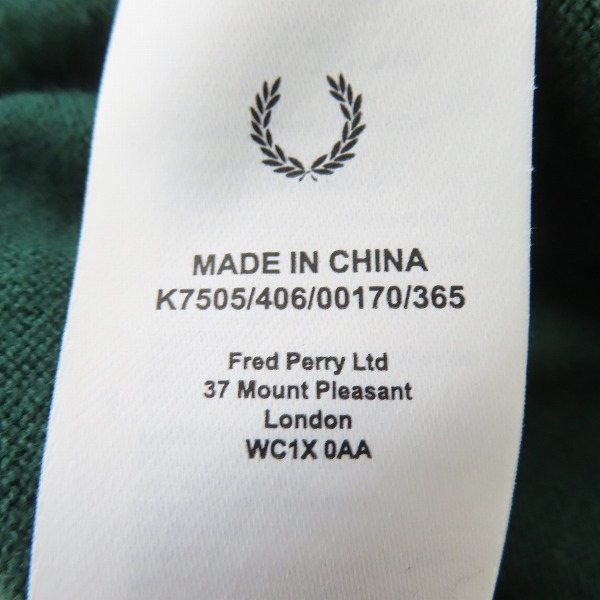 MADE IN CHINA
K7505/406/00170/365
Fred Perry Ltd
37 Mount Pleasant
London
WC1X 0AA